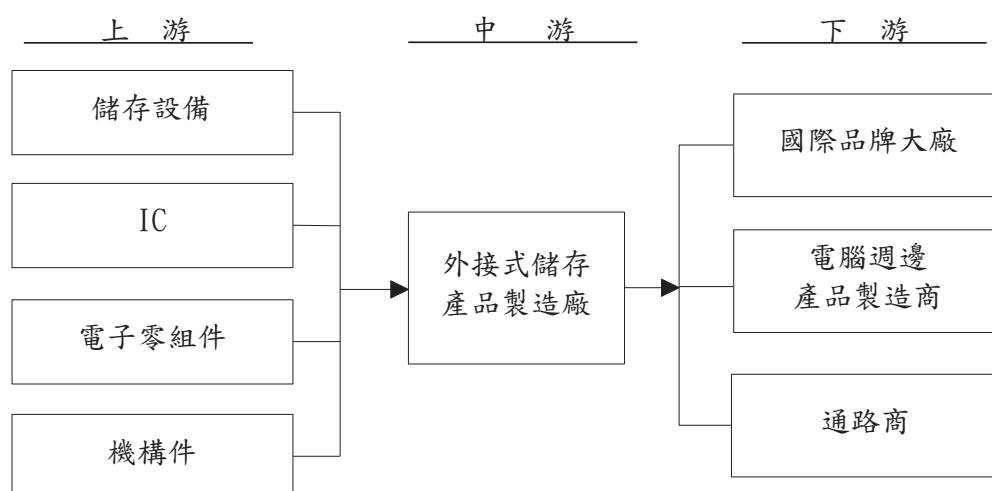 上 游
中 游
下 游
儲存設備
IC
電子零組件
機構件
外接式儲存
產品製造廠
國際品牌大廠
電腦週邊
產品製造商
通路商